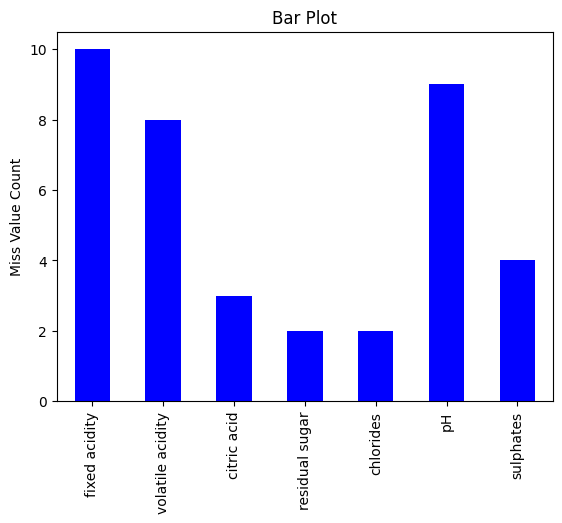 Bar Plot
Miss Value Count
10
8
6
4
2
0
fixed acidity
volatile acidity
citric acid
residual sugar
chlorides
pH
sulphates